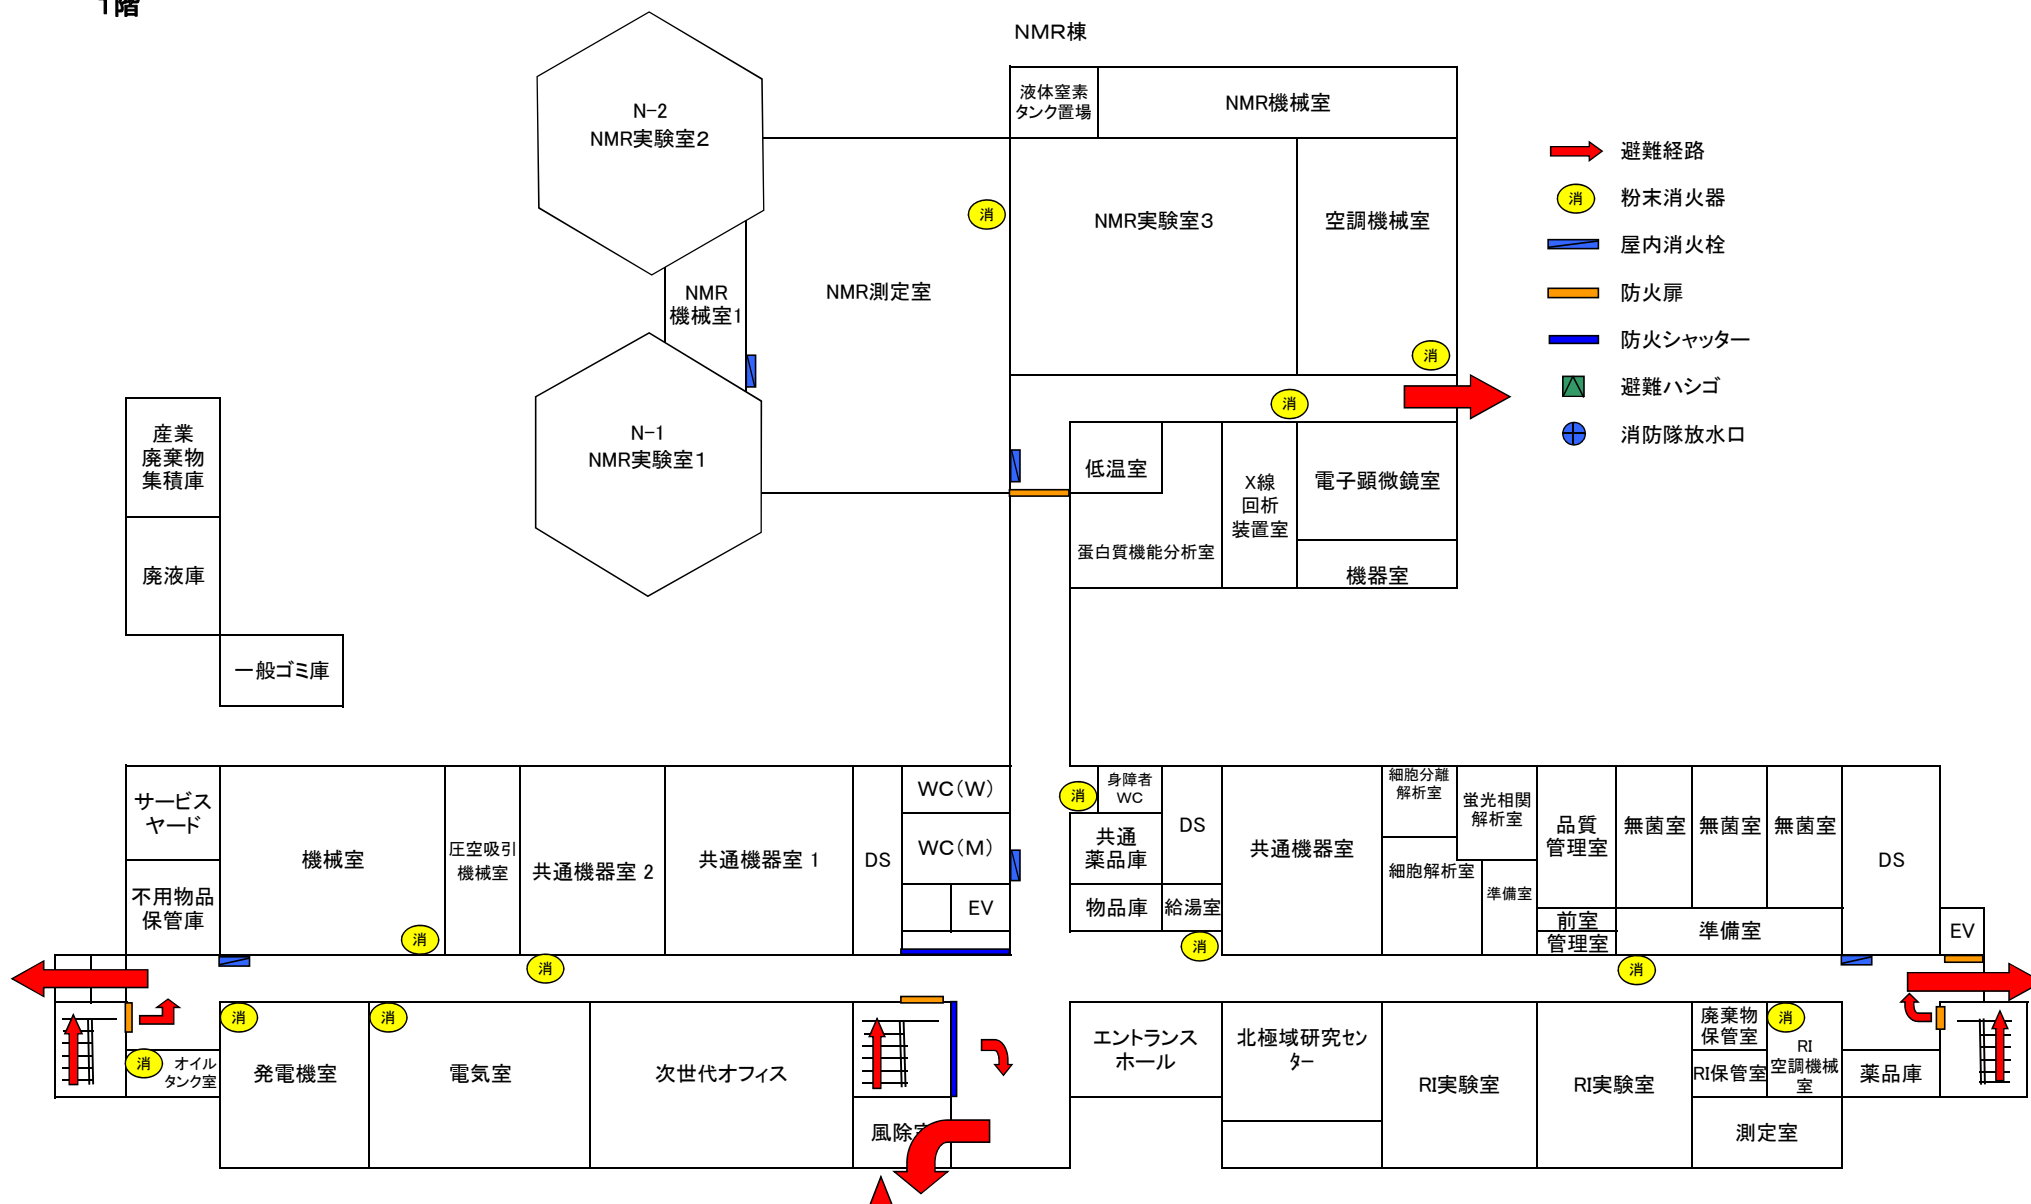 1階
NMR棟
N-2
NMR実験室2
液体窒素
タンク置場
NMR機械室
避難経路
消
粉末消火器
屋内消火栓
防火扉
防火シャッター
避難ハシゴ
消防隊放水口
消
NMR実験室3
空調機械室
NMR測定室
NMR
機械室1
消
消
N-1
NMR実験室1
低温室
X線
回析
装置室
電子顕微鏡室
蛋白質機能分析室
機器室
産業
廃棄物
集積庫
廃液庫
一般ゴミ庫
サービス
ヤード
不用物品
保管庫
機械室
消
圧空吸引
機械室
共通機器室 2
消
共通機器室 1
DS
WC(W)
WC(M)
EV
消
身障者
WC
共通
薬品庫
DS
物品庫
給湯室
消
共通機器室
細胞分離
解析室
細胞解析室
蛍光相関
解析室
準備室
品質
管理室
無菌室
無菌室
無菌室
前室
管理室
準備室
消
DS
EV
消
オイル
タンク室
消
発電機室
消
電気室
次世代オフィス
風除室
エントランス
ホール
北極域研究セン
ター
RI実験室
RI実験室
廃棄物
保管室
RI保管室
消
RI
空調機械
室
測定室
薬品庫